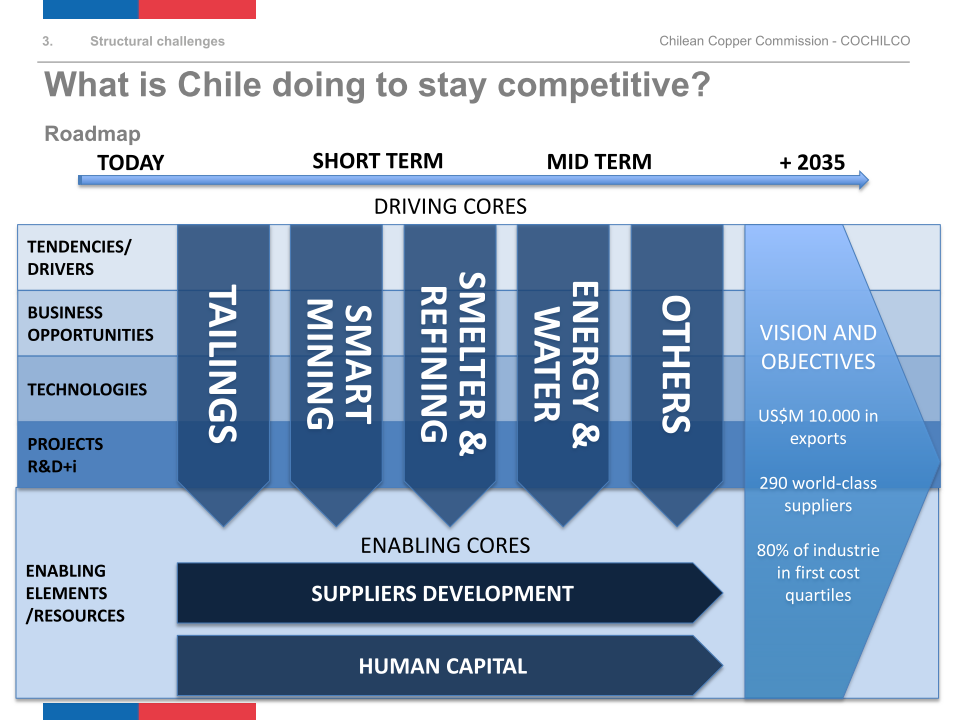 3. Structural challenges
Chilean Copper Commission - COCHILCO
What is Chile doing to stay competitive?
Roadmap
TODAY
SHORT TERM
MID TERM
+ 2035
DRIVING CORES
TENDENCIES/
DRIVERS
BUSINESS
OPPORTUNITIES
TECHNOLOGIES
PROJECTS
R&D+i
TAILINGS
SMART
MINING
SMELTER &
REFINING
ENERGY &
WATER
OTHERS
VISION AND
OBJECTIVES
US$M 10.000 in
exports
290 world-class
suppliers
80% of industrie
in first cost
quartiles
ENABLING
ELEMENTS
/RESOURCES
ENABLING CORES
SUPPLIERS DEVELOPMENT
HUMAN CAPITAL